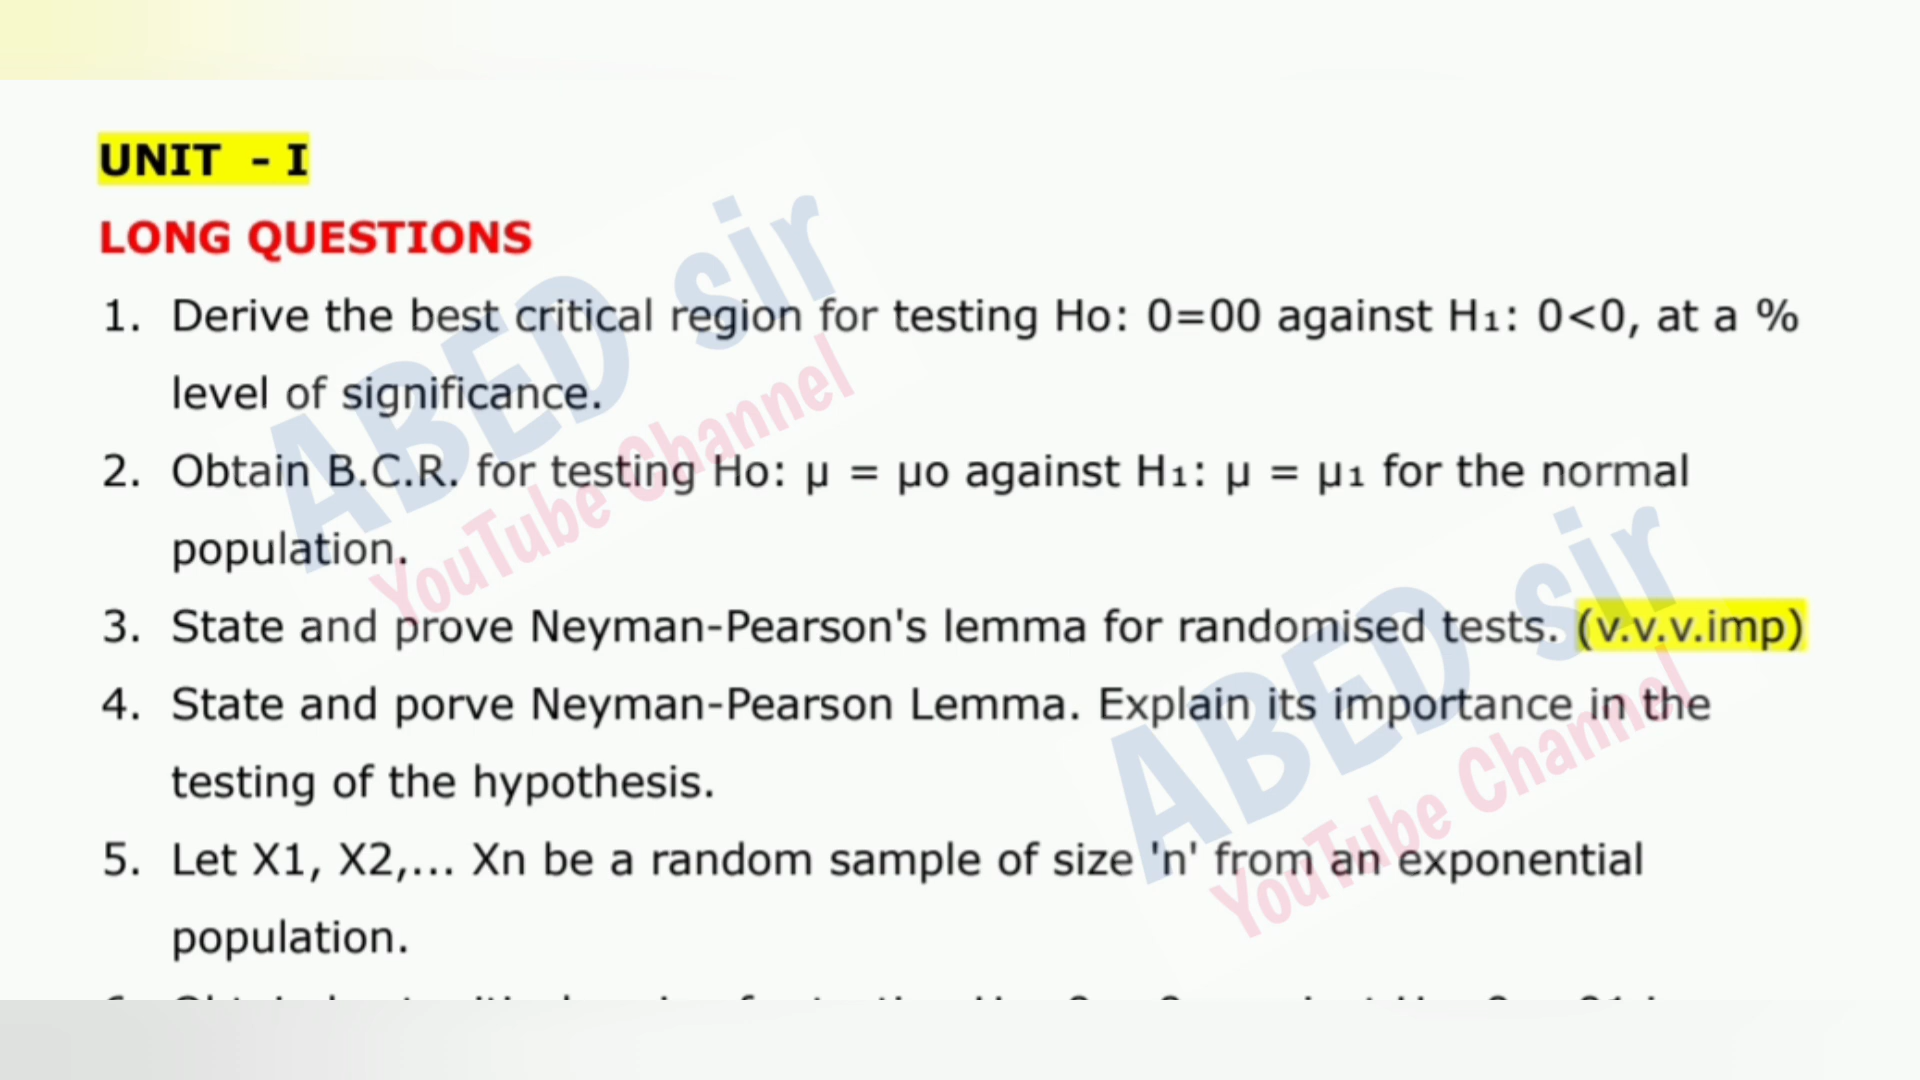 UNIT - I
LONG QUESTIONS
1. Derive the best critical region for testing Ho: 0=00 against H₁: 0<0, at a %
level of significance.
2. Obtain B.C.R. for testing Ho: µ = µo against H₁: µ = µ₁ for the normal
population.
3. State and prove Neyman-Pearson's lemma for randomised tests. (v.v.v.imp)
4. State and porve Neyman-Pearson Lemma. Explain its importance in the
testing of the hypothesis.
5. Let X1, X2,... Xn be a random sample of size 'n' from an exponential
population.
ABED sir
YouTube Channel
ABED sir
YouTube Channel